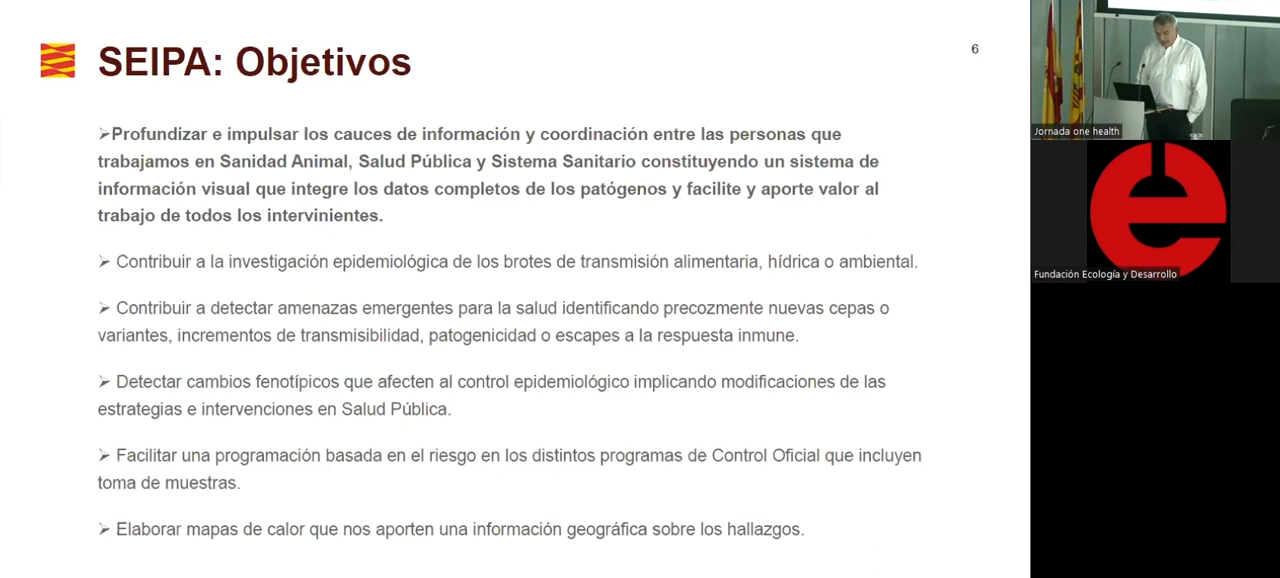 SEIPA: Objetivos
6
➢Profundizar e impulsar los cauces de información y coordinación entre las personas que
trabajamos en Sanidad Animal, Salud Pública y Sistema Sanitario constituyendo un sistema de
información visual que integre los datos completos de los patógenos y facilite y aporte valor al
trabajo de todos los intervinientes.
➢ Contribuir a la investigación epidemiológica de los brotes de transmisión alimentaria, hídrica o ambiental.
➢ Contribuir a detectar amenazas emergentes para la salud identificando precozmente nuevas cepas o
variantes, incrementos de transmisibilidad, patogenicidad o escapes a la respuesta inmune.
➢ Detectar cambios fenotípicos que afecten al control epidemiológico implicando modificaciones de las
estrategias e intervenciones en Salud Pública.
➢ Facilitar una programación basada en el riesgo en los distintos programas de Control Oficial que incluyen
toma de muestras.
➢ Elaborar mapas de calor que nos aporten una información geográfica sobre los hallazgos.
Jornada one health
Fundación Ecología y Desarrollo